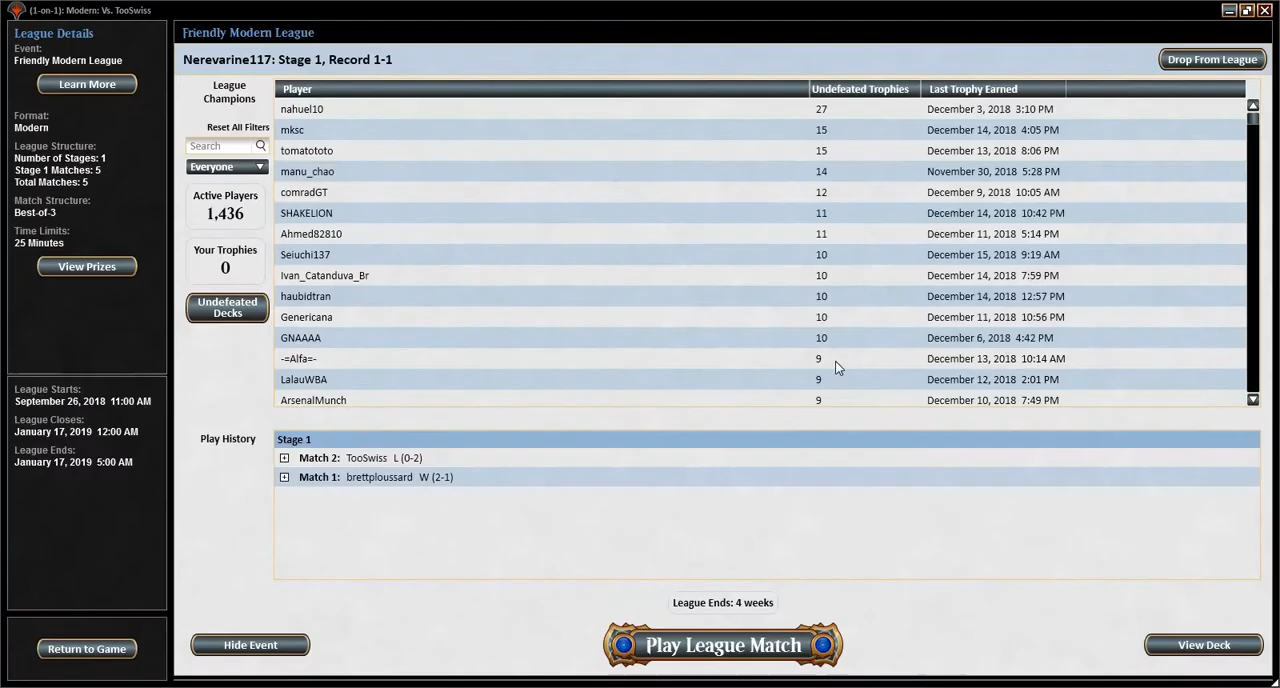 (1-on-1): Modern: Vs. TooSwiss
League Details
Event:
Friendly Modern League
Learn More
Format:
Modern
League Structure:
Number of Stages: 1
Stage 1 Matches: 5
Total Matches: 5
Match Structure:
Best-of-3
Time Limits:
25 Minutes
View Prizes
League Starts:
September 26, 2018 11:00 AM
League Closes:
January 17, 2019 12:00 AM
League Ends:
January 17, 2019 5:00 AM
Return to Game
Friendly Modern League
Nerevarine117: Stage 1, Record 1-1
Drop From League
League
Champions
Reset All Filters
Search
Everyone
Active Players
1,436
Your Trophies
0
Undefeated
Decks
Player Undefeated Trophies Last Trophy Earned
nahuel10 27 December 3, 2018 3:10 PM
mksc 15 December 14, 2018 4:05 PM
tomatototo 15 December 13, 2018 8:06 PM
manu_chao 14 November 30, 2018 5:28 PM
comradGT 12 December 9, 2018 10:05 AM
SHAKELION 11 December 14, 2018 10:42 PM
Ahmed82810 11 December 11, 2018 5:14 PM
Seiuchi137 10 December 15, 2018 9:19 AM
Ivan_Catanduva_Br 10 December 14, 2018 7:59 PM
haubidtran 10 December 14, 2018 12:57 PM
Genericana 10 December 11, 2018 10:56 PM
GNAAAA 10 December 6, 2018 4:42 PM
-=Alfa=- 9 December 13, 2018 10:14 AM
LalauWBA 9 December 12, 2018 2:01 PM
ArsenalMunch 9 December 10, 2018 7:49 PM
Play History
Stage 1
Match 2: TooSwiss L (0-2)
Match 1: brettploussard W (2-1)
League Ends: 4 weeks
Hide Event
Play League Match
View Deck